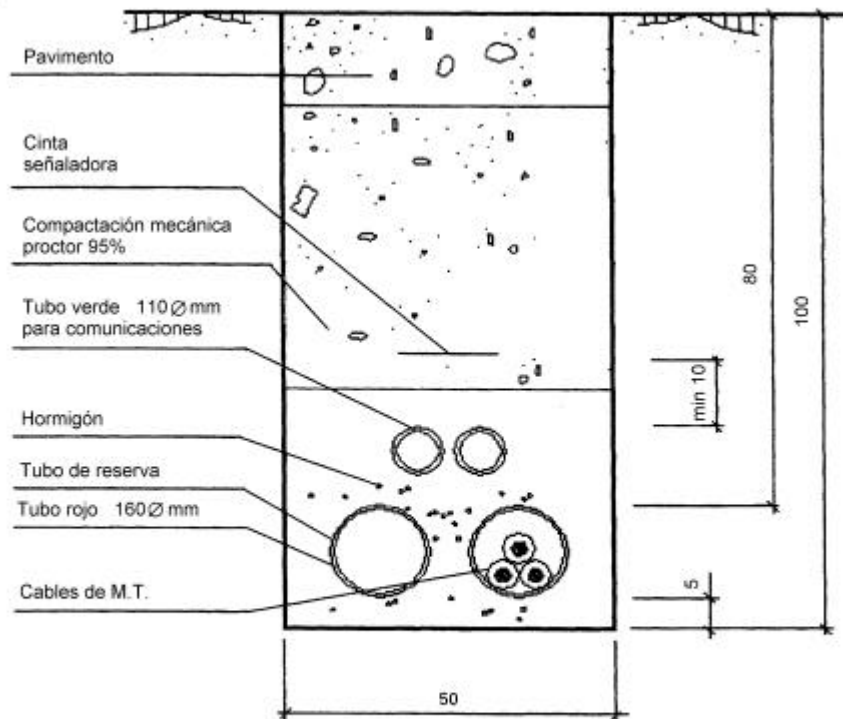 Pavimento
Cinta
señaladora
Compactación mecánica
proctor 95%
Tubo verde 110∅ mm
para comunicaciones
Hormigón
Tubo de reserva
Tubo rojo 160∅ mm
Cables de M.T.
80
100
min 10
5
50